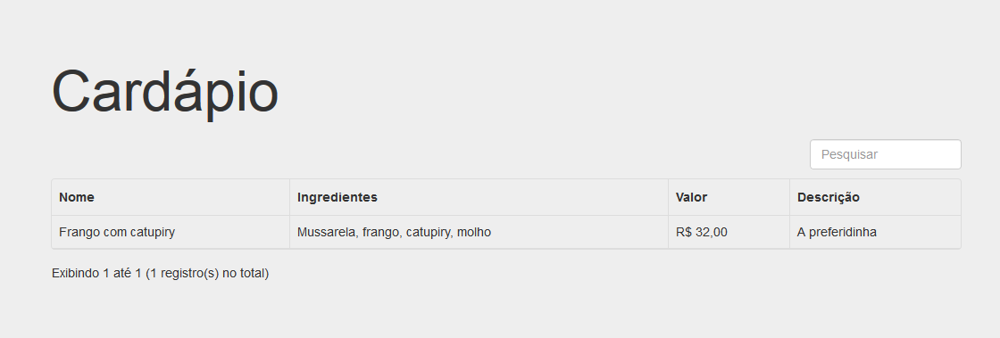 Cardápio
Pesquisar
Nome Ingredientes Valor Descrição
Frango com catupiry Mussarela, frango, catupiry, molho R$ 32,00 A preferidinha
Exibindo 1 até 1 (1 registro(s) no total)